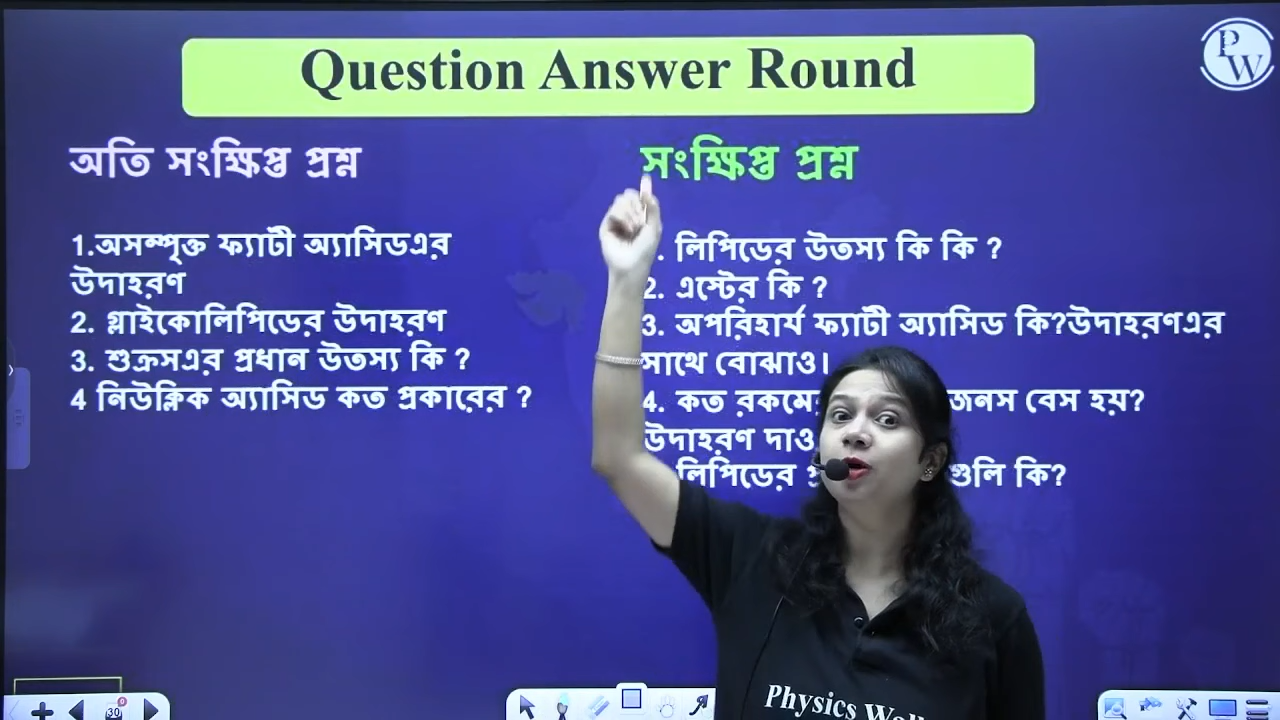 Question Answer Round
PW
অতি সংক্ষিপ্ত প্রশ্ন
1.অসম্পৃক্ত ফ্যাটী অ্যাসিডএর
উদাহরণ
2. গ্লাইকোলিপিডের উদাহরণ
3. শুক্রসএর প্রধান উতস্য কি ?
4 নিউক্লিক অ্যাসিড কত প্রকারের ?
সংক্ষিপ্ত প্রশ্ন
. লিপিডের উতস্য কি কি ?
2. এস্টের কি ?
3. অপরিহার্য ফ্যাটী অ্যাসিড কি?উদাহরণএর
সাথে বোঝাও।
4. কত রকমের জনস বেস হয়?
উদাহরণ দাও
লিপিডের গুলি কি?
30
Physics